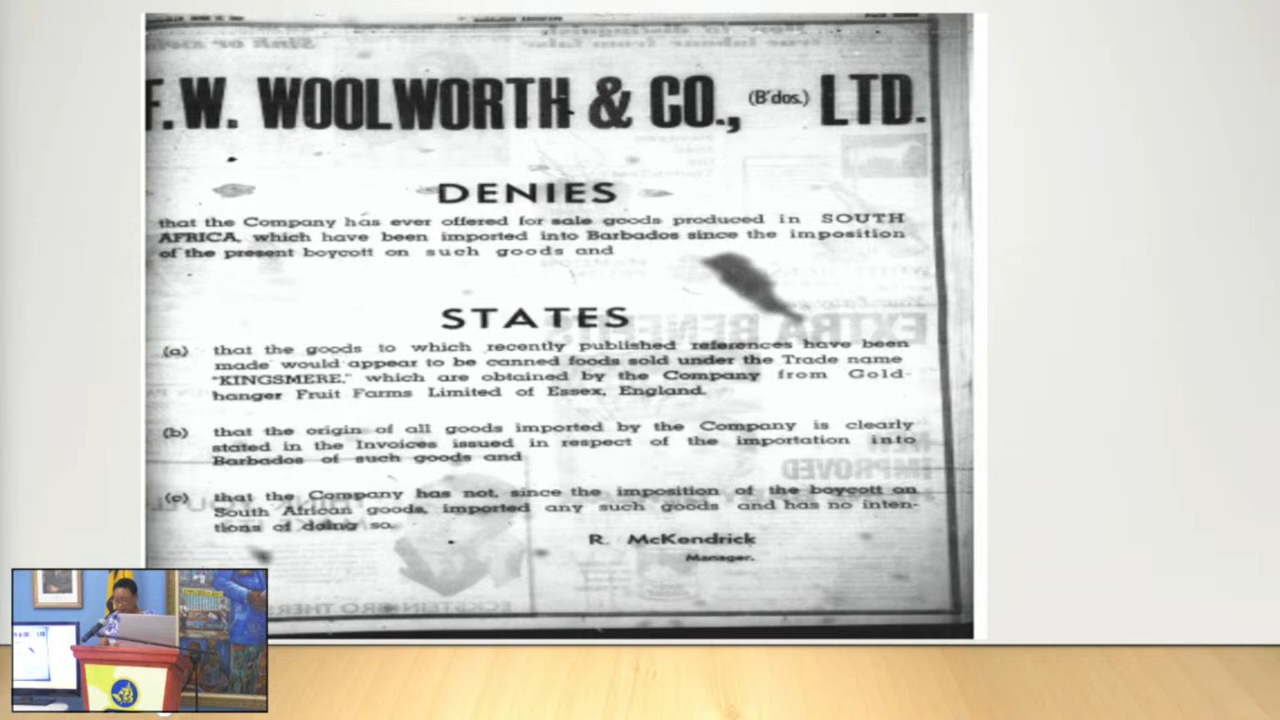 F. W. WOOLWORTH & CO., (B'dos.) LTD.
DENIES
that the Company has ever offered for sale goods produced in SOUTH
AFRICA, which have been imported into Barbados since the imposition
of the present boycott on such goods and
STATES
(a) that the goods to which recently published references have been
made would appear to be canned foods sold under the Trade name
"KINGSMERE," which are obtained by the Company from Gold-
hanger Fruit Farms Limited of Essex, England.
(b) that the origin of all goods imported by the Company is clearly
stated in the Invoices issued in respect of the importation into
Barbados of such goods and
(c) that the Company has not, since the imposition of the boycott on
South African goods, imported any such goods and has no inten-
tions of doing so.
R. McKendrick
Manager.